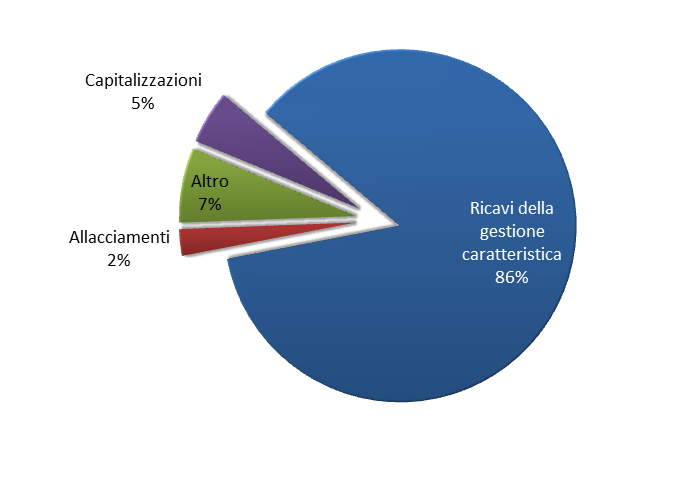 Capitalizzazioni
5%
Altro
7%
Allacciamenti
2%
Ricavi della
gestione
caratteristica
86%